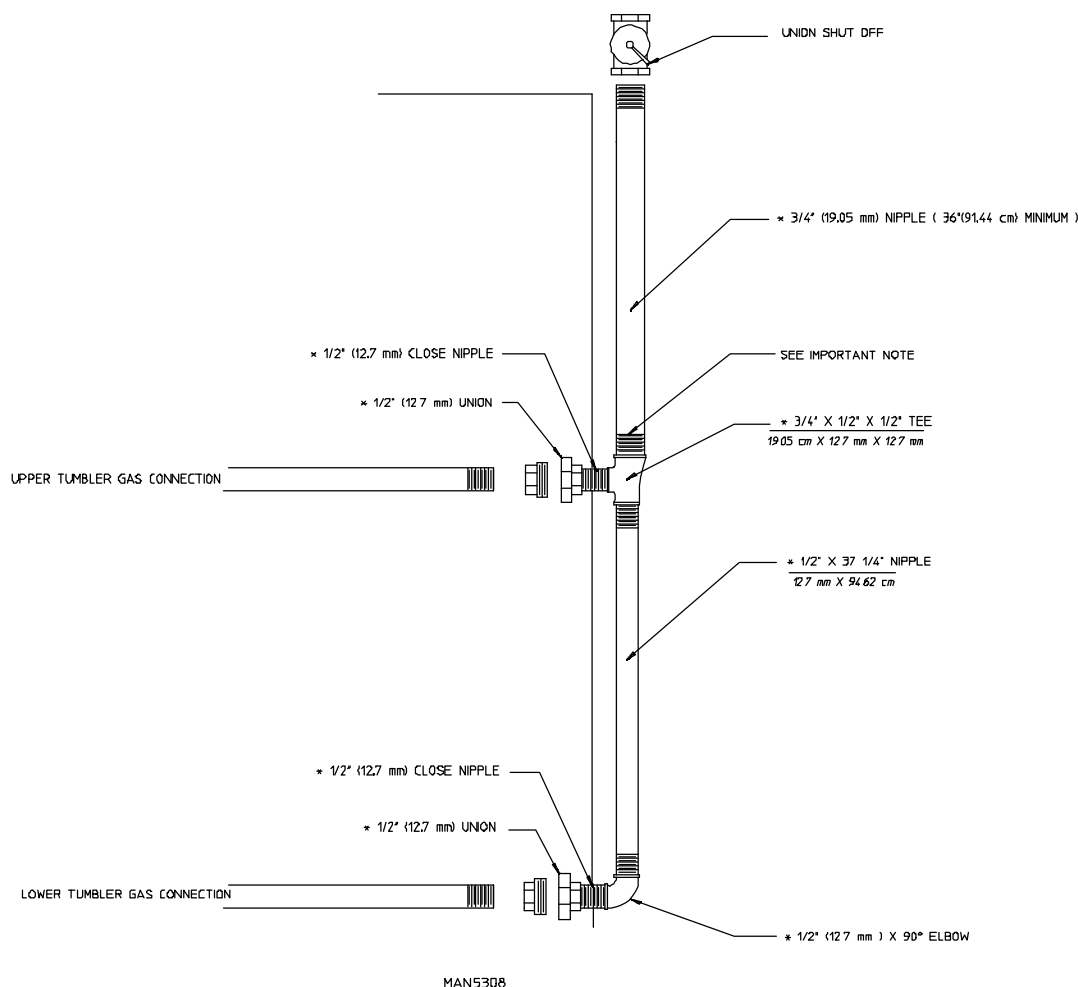 UNION SHUT OFF
* 3/4" (19.05 mm) NIPPLE ( 36"(91.44 cm) MINIMUM )
* 1/2" (12.7 mm) CLOSE NIPPLE
SEE IMPORTANT NOTE
* 1/2" (12.7 mm) UNION
* 3/4" X 1/2" X 1/2" TEE
19.05 cm X 12.7 mm X 12.7 mm
UPPER TUMBLER GAS CONNECTION
* 1/2" X 37 1/4" NIPPLE
12.7 mm X 94.62 cm
* 1/2" (12.7 mm) CLOSE NIPPLE
* 1/2" (12.7 mm) UNION
LOWER TUMBLER GAS CONNECTION
* 1/2" (12.7 mm ) X 90° ELBOW
MAN5308